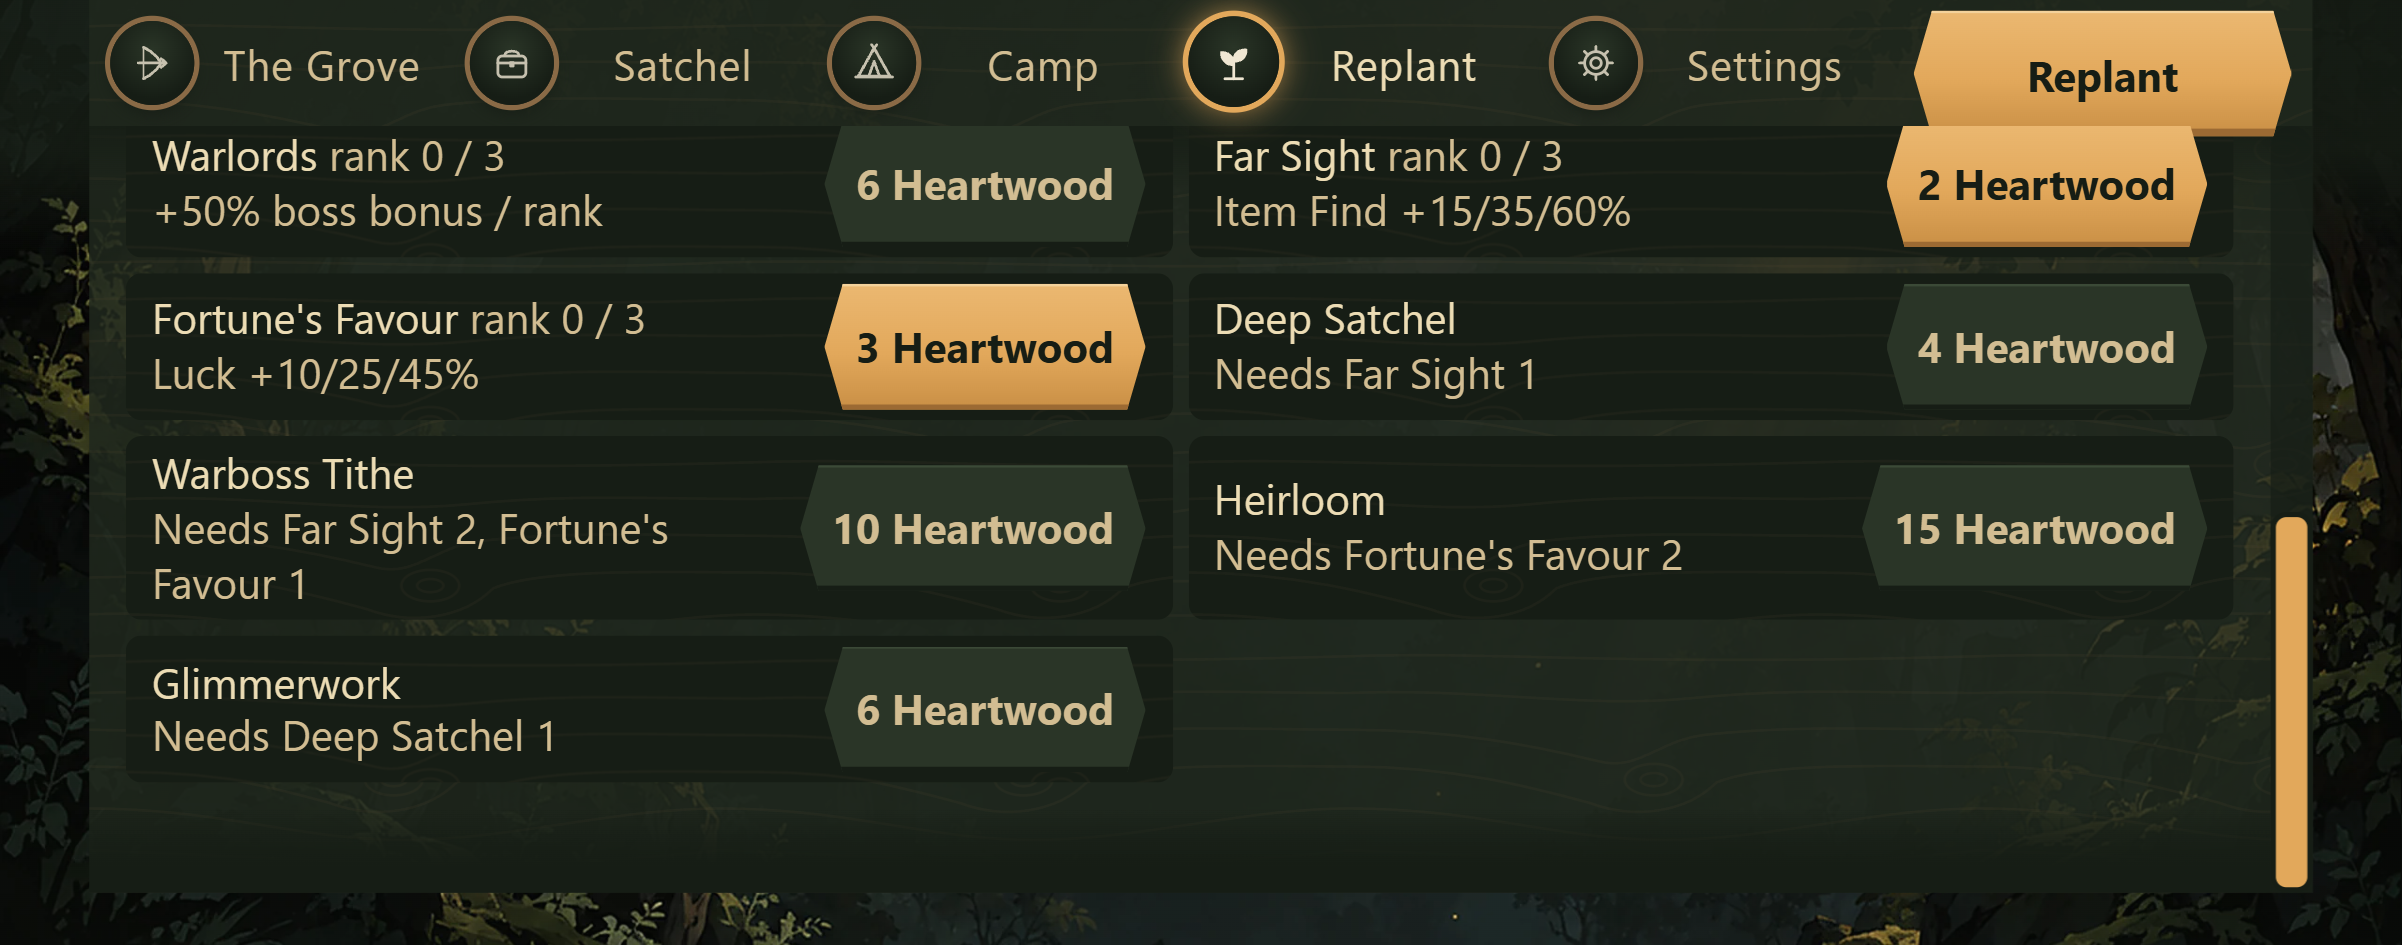 The Grove
Satchel
Camp
Replant
Settings
Replant
Warlords rank 0 / 3
+50% boss bonus / rank
6 Heartwood
Far Sight rank 0 / 3
Item Find +15/35/60%
2 Heartwood
Fortune's Favour rank 0 / 3
Luck +10/25/45%
3 Heartwood
Deep Satchel
Needs Far Sight 1
4 Heartwood
Warboss Tithe
Needs Far Sight 2, Fortune's
Favour 1
10 Heartwood
Heirloom
Needs Fortune's Favour 2
15 Heartwood
Glimmerwork
Needs Deep Satchel 1
6 Heartwood